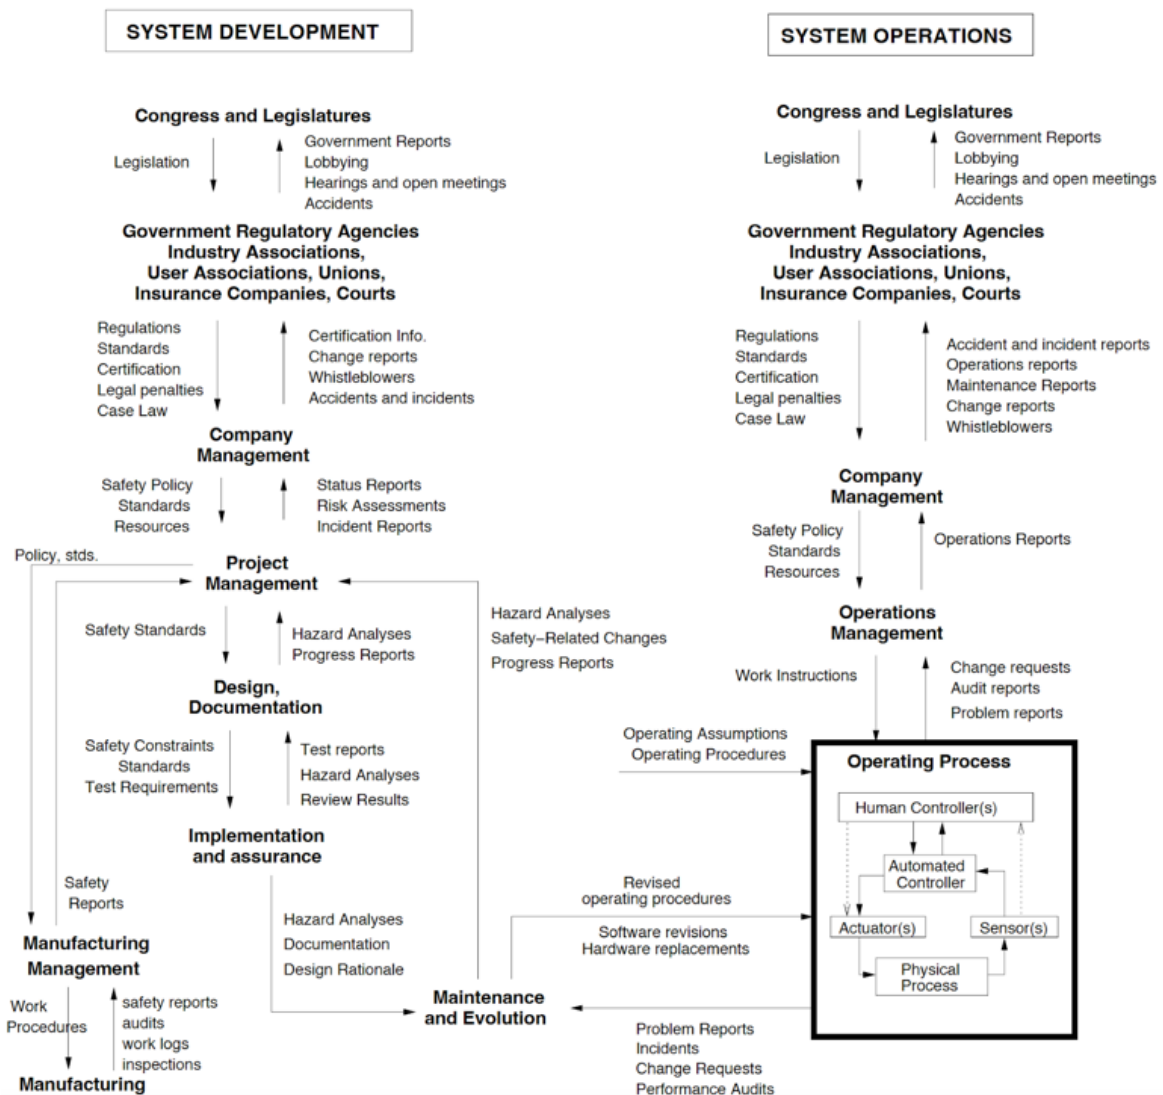 SYSTEM DEVELOPMENT
Congress and Legislatures
Legislation
Government Reports
Lobbying
Hearings and open meetings
Accidents
Government Regulatory Agencies
Industry Associations,
User Associations, Unions,
Insurance Companies, Courts
Regulations
Standards
Certification
Legal penalties
Case Law
Certification Info.
Change reports
Whistleblowers
Accidents and incidents
Company
Management
Safety Policy
Standards
Resources
Status Reports
Risk Assessments
Incident Reports
Policy, stds.
Project
Management
Safety Standards
Hazard Analyses
Progress Reports
Design,
Documentation
Safety Constraints
Standards
Test Requirements
Test reports
Hazard Analyses
Review Results
Implementation
and assurance
Safety
Reports
Manufacturing
Management
Work
Procedures
safety reports
audits
work logs
inspections
Manufacturing
Hazard Analyses
Documentation
Design Rationale
Hazard Analyses
Safety-Related Changes
Progress Reports
Maintenance
and Evolution
SYSTEM OPERATIONS
Congress and Legislatures
Legislation
Government Reports
Lobbying
Hearings and open meetings
Accidents
Government Regulatory Agencies
Industry Associations,
User Associations, Unions,
Insurance Companies, Courts
Regulations
Standards
Certification
Legal penalties
Case Law
Accident and incident reports
Operations reports
Maintenance Reports
Change reports
Whistleblowers
Company
Management
Safety Policy
Standards
Resources
Operations Reports
Operations
Management
Work Instructions
Change requests
Audit reports
Problem reports
Operating Assumptions
Operating Procedures
Operating Process
Human Controller(s)
Automated
Controller
Actuator(s)
Sensor(s)
Physical
Process
Revised
operating procedures
Software revisions
Hardware replacements
Problem Reports
Incidents
Change Requests
Performance Audits